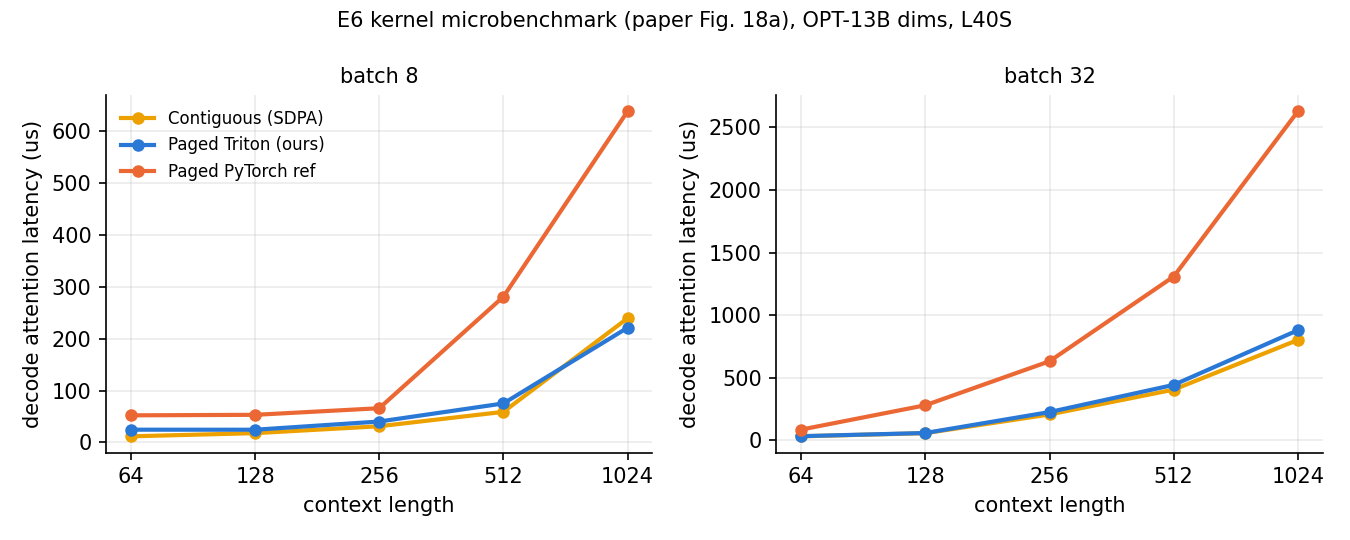 E6 kernel microbenchmark (paper Fig. 18a), OPT-13B dims, L40S
batch 8
decode attention latency (us)
600
500
400
300
200
100
0
Contiguous (SDPA)
Paged Triton (ours)
Paged PyTorch ref
64 128 256 512 1024
context length
batch 32
decode attention latency (us)
2500
2000
1500
1000
500
0
64 128 256 512 1024
context length